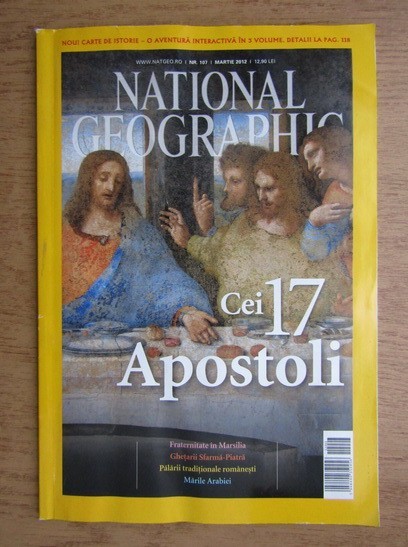 NOU! CARTE DE ISTORIE – O AVENTURĂ INTERACTIVĂ ÎN 3 VOLUME. DETALII LA PAG. 118
WWW.NATGEO.RO | NR. 107 | MARTIE 2012 | 12,90 LEI
NATIONAL
GEOGRAPHIC
Cei 17
Apostoli
Fraternitate în Marsilia
Ghețarii Sfarmă-Piatră
Pălării tradiționale românești
Mările Arabiei